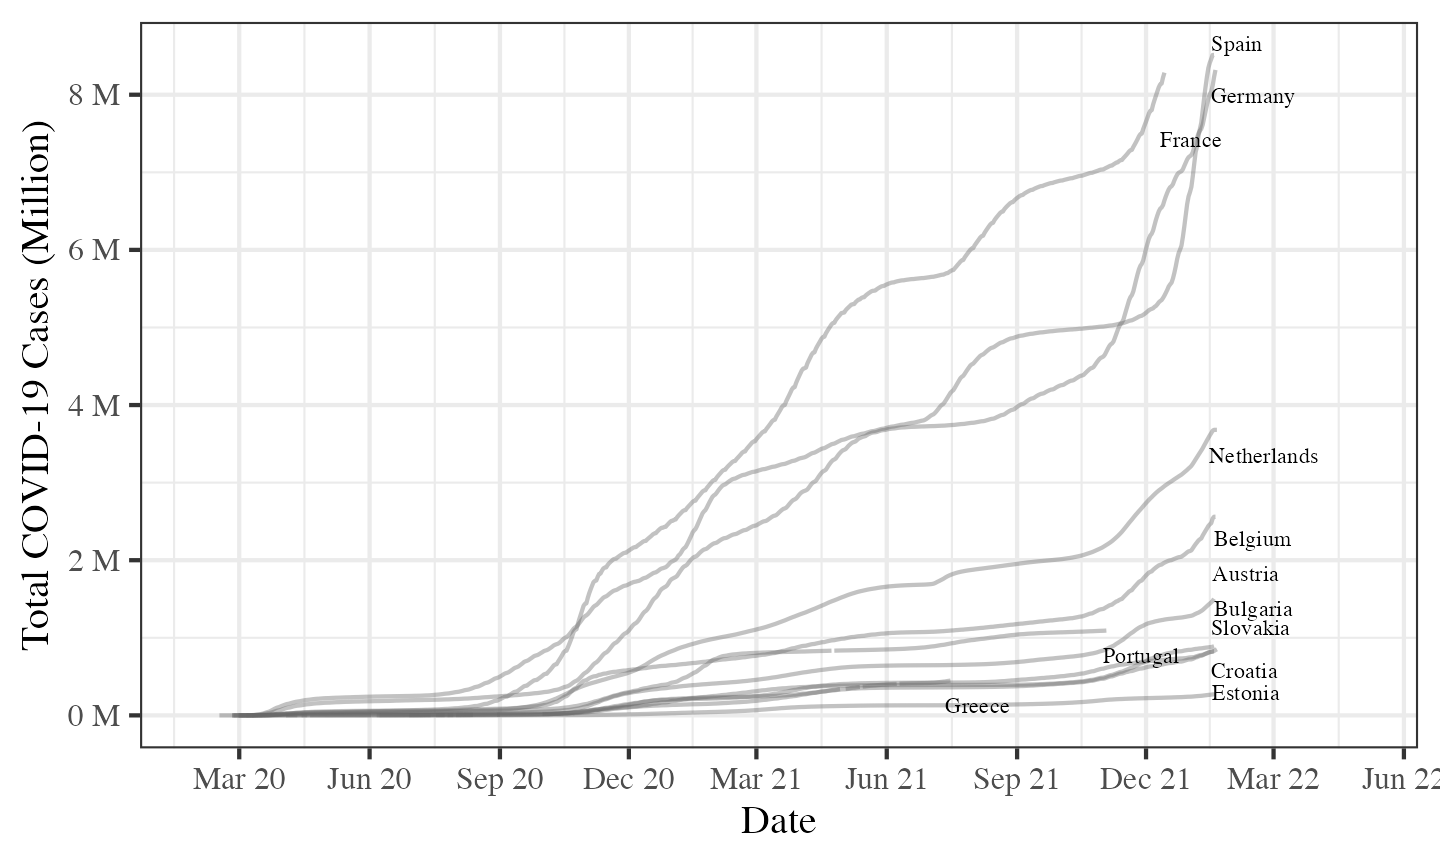 Total COVID-19 Cases (Million)
8 M
6 M
4 M
2 M
0 M
Spain
Germany
France
Netherlands
Belgium
Austria
Bulgaria
Slovakia
Portugal
Croatia
Estonia
Greece
Mar 20 Jun 20 Sep 20 Dec 20 Mar 21 Jun 21 Sep 21 Dec 21 Mar 22 Jun 22
Date